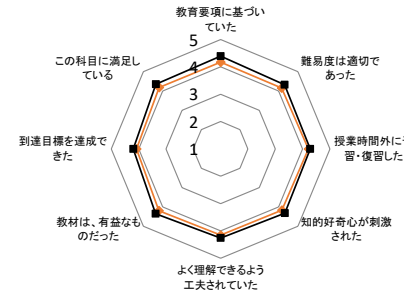 教育要項に基づい
ていた
難易度は適切で
あった
授業時間外に
習・復習した
知的好奇心が刺激
された
よく理解できるよう
工夫されていた
教材は、有益なも
のだった
到達目標を達成で
きた
この科目に満足し
ている
5
4
3
2
1